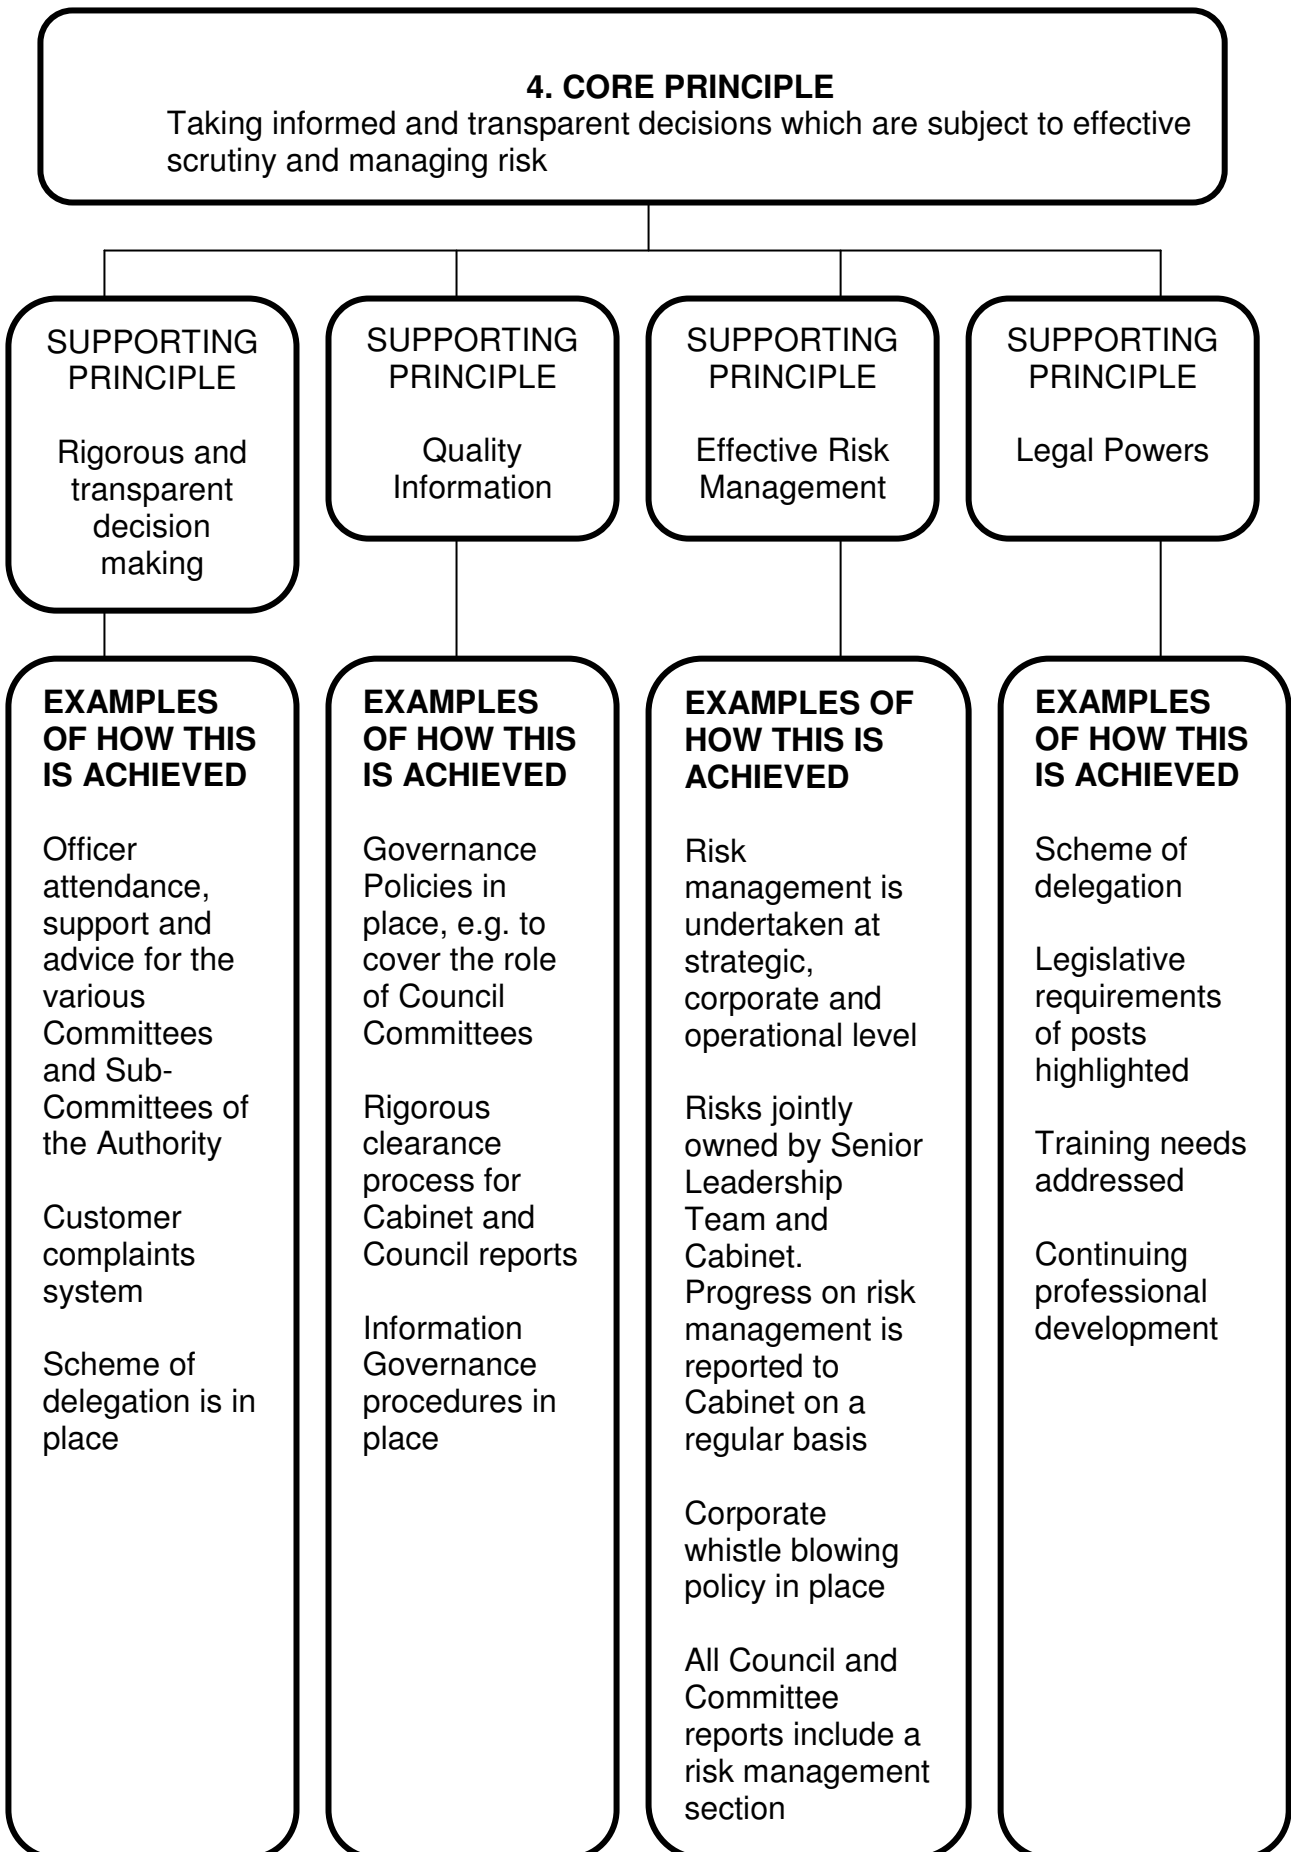 4. CORE PRINCIPLE
Taking informed and transparent decisions which are subject to effective
scrutiny and managing risk
SUPPORTING
PRINCIPLE
Rigorous and
transparent
decision
making
SUPPORTING
PRINCIPLE
Quality
Information
SUPPORTING
PRINCIPLE
Effective Risk
Management
SUPPORTING
PRINCIPLE
Legal Powers
EXAMPLES
OF HOW THIS
IS ACHIEVED
Officer
attendance,
support and
advice for the
various
Committees
and Sub-
Committees of
the Authority
Customer
complaints
system
Scheme of
delegation is in
place
EXAMPLES
OF HOW THIS
IS ACHIEVED
Governance
Policies in
place, e.g. to
cover the role
of Council
Committees
Rigorous
clearance
process for
Cabinet and
Council reports
Information
Governance
procedures in
place
EXAMPLES OF
HOW THIS IS
ACHIEVED
Risk
management is
undertaken at
strategic,
corporate and
operational level
Risks jointly
owned by Senior
Leadership
Team and
Cabinet.
Progress on risk
management is
reported to
Cabinet on a
regular basis
Corporate
whistle blowing
policy in place
All Council and
Committee
reports include a
risk management
section
EXAMPLES
OF HOW THIS
IS ACHIEVED
Scheme of
delegation
Legislative
requirements
of posts
highlighted
Training needs
addressed
Continuing
professional
development